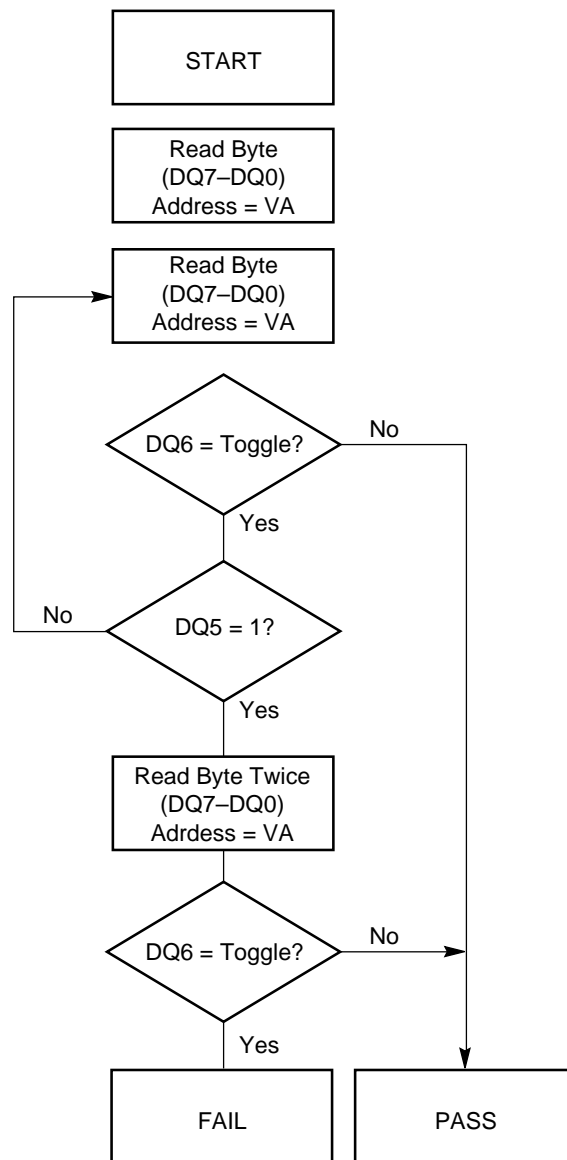 START
Read Byte
(DQ7–DQ0)
Address = VA
Read Byte
(DQ7–DQ0)
Address = VA
DQ6 = Toggle?
No
Yes
No
DQ5 = 1?
Yes
Read Byte Twice
(DQ7–DQ0)
Adrdess = VA
DQ6 = Toggle?
No
Yes
FAIL
PASS